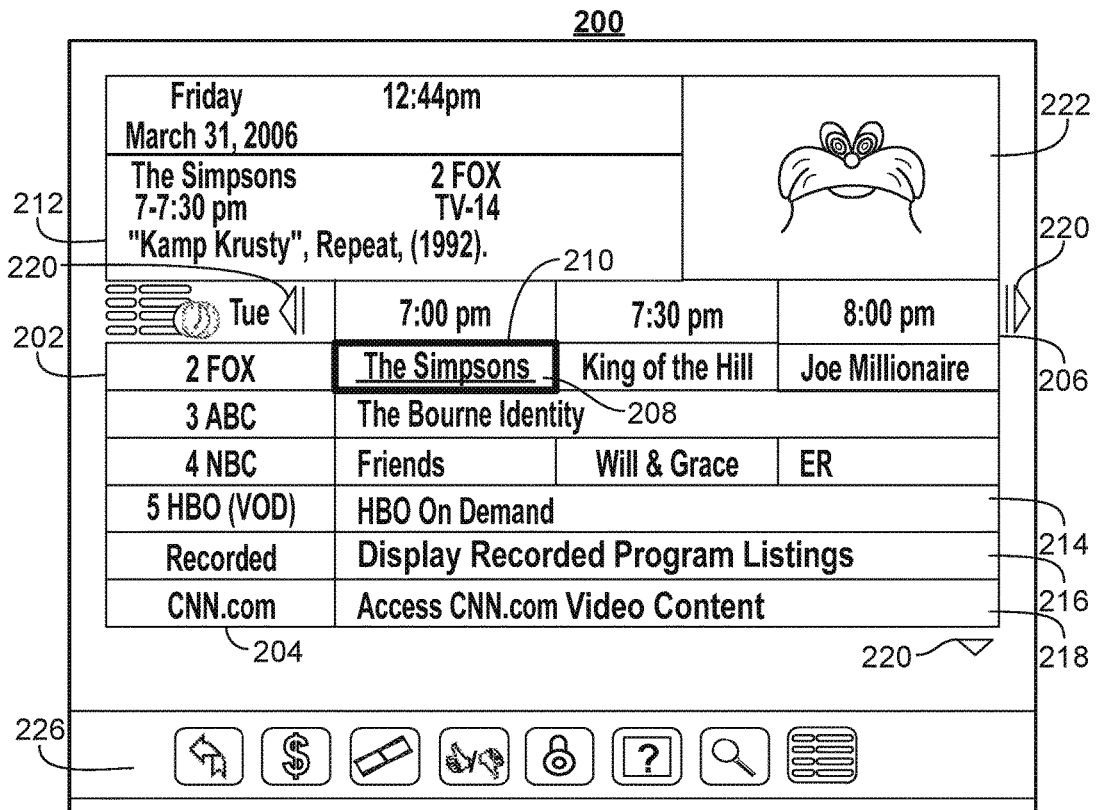 200
Friday 12:44pm
March 31, 2006
222
The Simpsons 2 FOX
7-7:30 pm TV-14
212
"Kamp Krusty", Repeat, (1992).
220
220
210
Tue 7:00 pm 7:30 pm 8:00 pm
202
2 FOX The Simpsons King of the Hill Joe Millionaire
206
3 ABC The Bourne Identity
208
4 NBC Friends Will & Grace ER
5 HBO (VOD) HBO On Demand
214
Recorded Display Recorded Program Listings
216
CNN.com Access CNN.com Video Content
204
220
218
226
$ ?